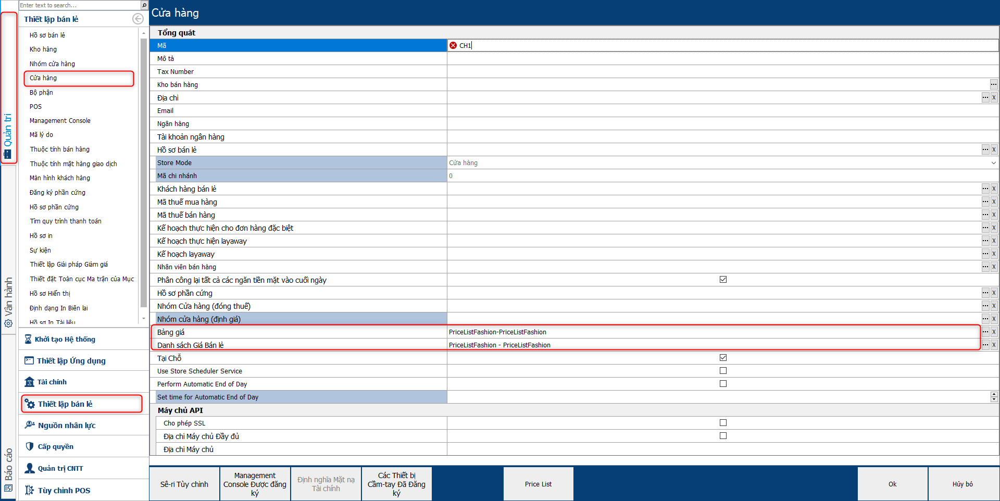 Enter text to search...
Thiết lập bán lẻ
Hồ sơ bán lẻ
Kho hàng
Nhóm cửa hàng
Cửa hàng
Bộ phận
POS
Management Console
Mã lý do
Thuộc tính bán hàng
Thuộc tính mặt hàng giao dịch
Màn hình khách hàng
Đăng ký phần cứng
Hồ sơ phần cứng
Tìm quy trình thanh toán
Hồ sơ in
Sự kiện
Thiết lập Giải pháp Giảm giá
Thiết đặt Toàn cục Ma trận của Mục
Hồ sơ Hiển thị
Định dạng In Biên lai
Hồ sơ In Tài liệu
Khởi tạo Hệ thống
Thiết lập Ứng dụng
Tài chính
Thiết lập bán lẻ
Nguồn nhân lực
Cấp quyền
Quản trị CNTT
Tùy chỉnh POS
Quản trị
Vận hành
Báo cáo
Cửa hàng
Tổng quát
Mã CH1
Mô tả
Tax Number
Kho bán hàng ...
Địa chỉ ... X
Email
Ngân hàng
Tài khoản ngân hàng
Hồ sơ bán lẻ ... X
Store Mode Cửa hàng
Mã chi nhánh 0
Khách hàng bán lẻ ... X
Mã thuế mua hàng ... X
Mã thuế bán hàng ... X
Kế hoạch thực hiện cho đơn hàng đặc biệt ... X
Kế hoạch thực hiện layaway ... X
Kế hoạch layaway ... X
Nhân viên bán hàng ... X
Phân công lại tất cả các ngăn tiền mặt vào cuối ngày
Hồ sơ phần cứng ... X
Nhóm Cửa hàng (đóng thuế) ... X
Nhóm cửa hàng (định giá) ... X
Bảng giá PriceListFashion-PriceListFashion ... X
Danh sách Giá Bán lẻ PriceListFashion - PriceListFashion ... X
Tại Chỗ
Use Store Scheduler Service
Perform Automatic End of Day
Set time for Automatic End of Day
Máy chủ API
Cho phép SSL
Địa chỉ Máy chủ Đầy đủ
Địa chỉ Máy chủ
Sê-ri Tùy chỉnh
Management
Console Được đăng
ký
Định nghĩa Mặt nạ
Tài chính
Các Thiết bị
Cầm-tay Đã Đăng
ký
Price List
Ok
Hủy bỏ